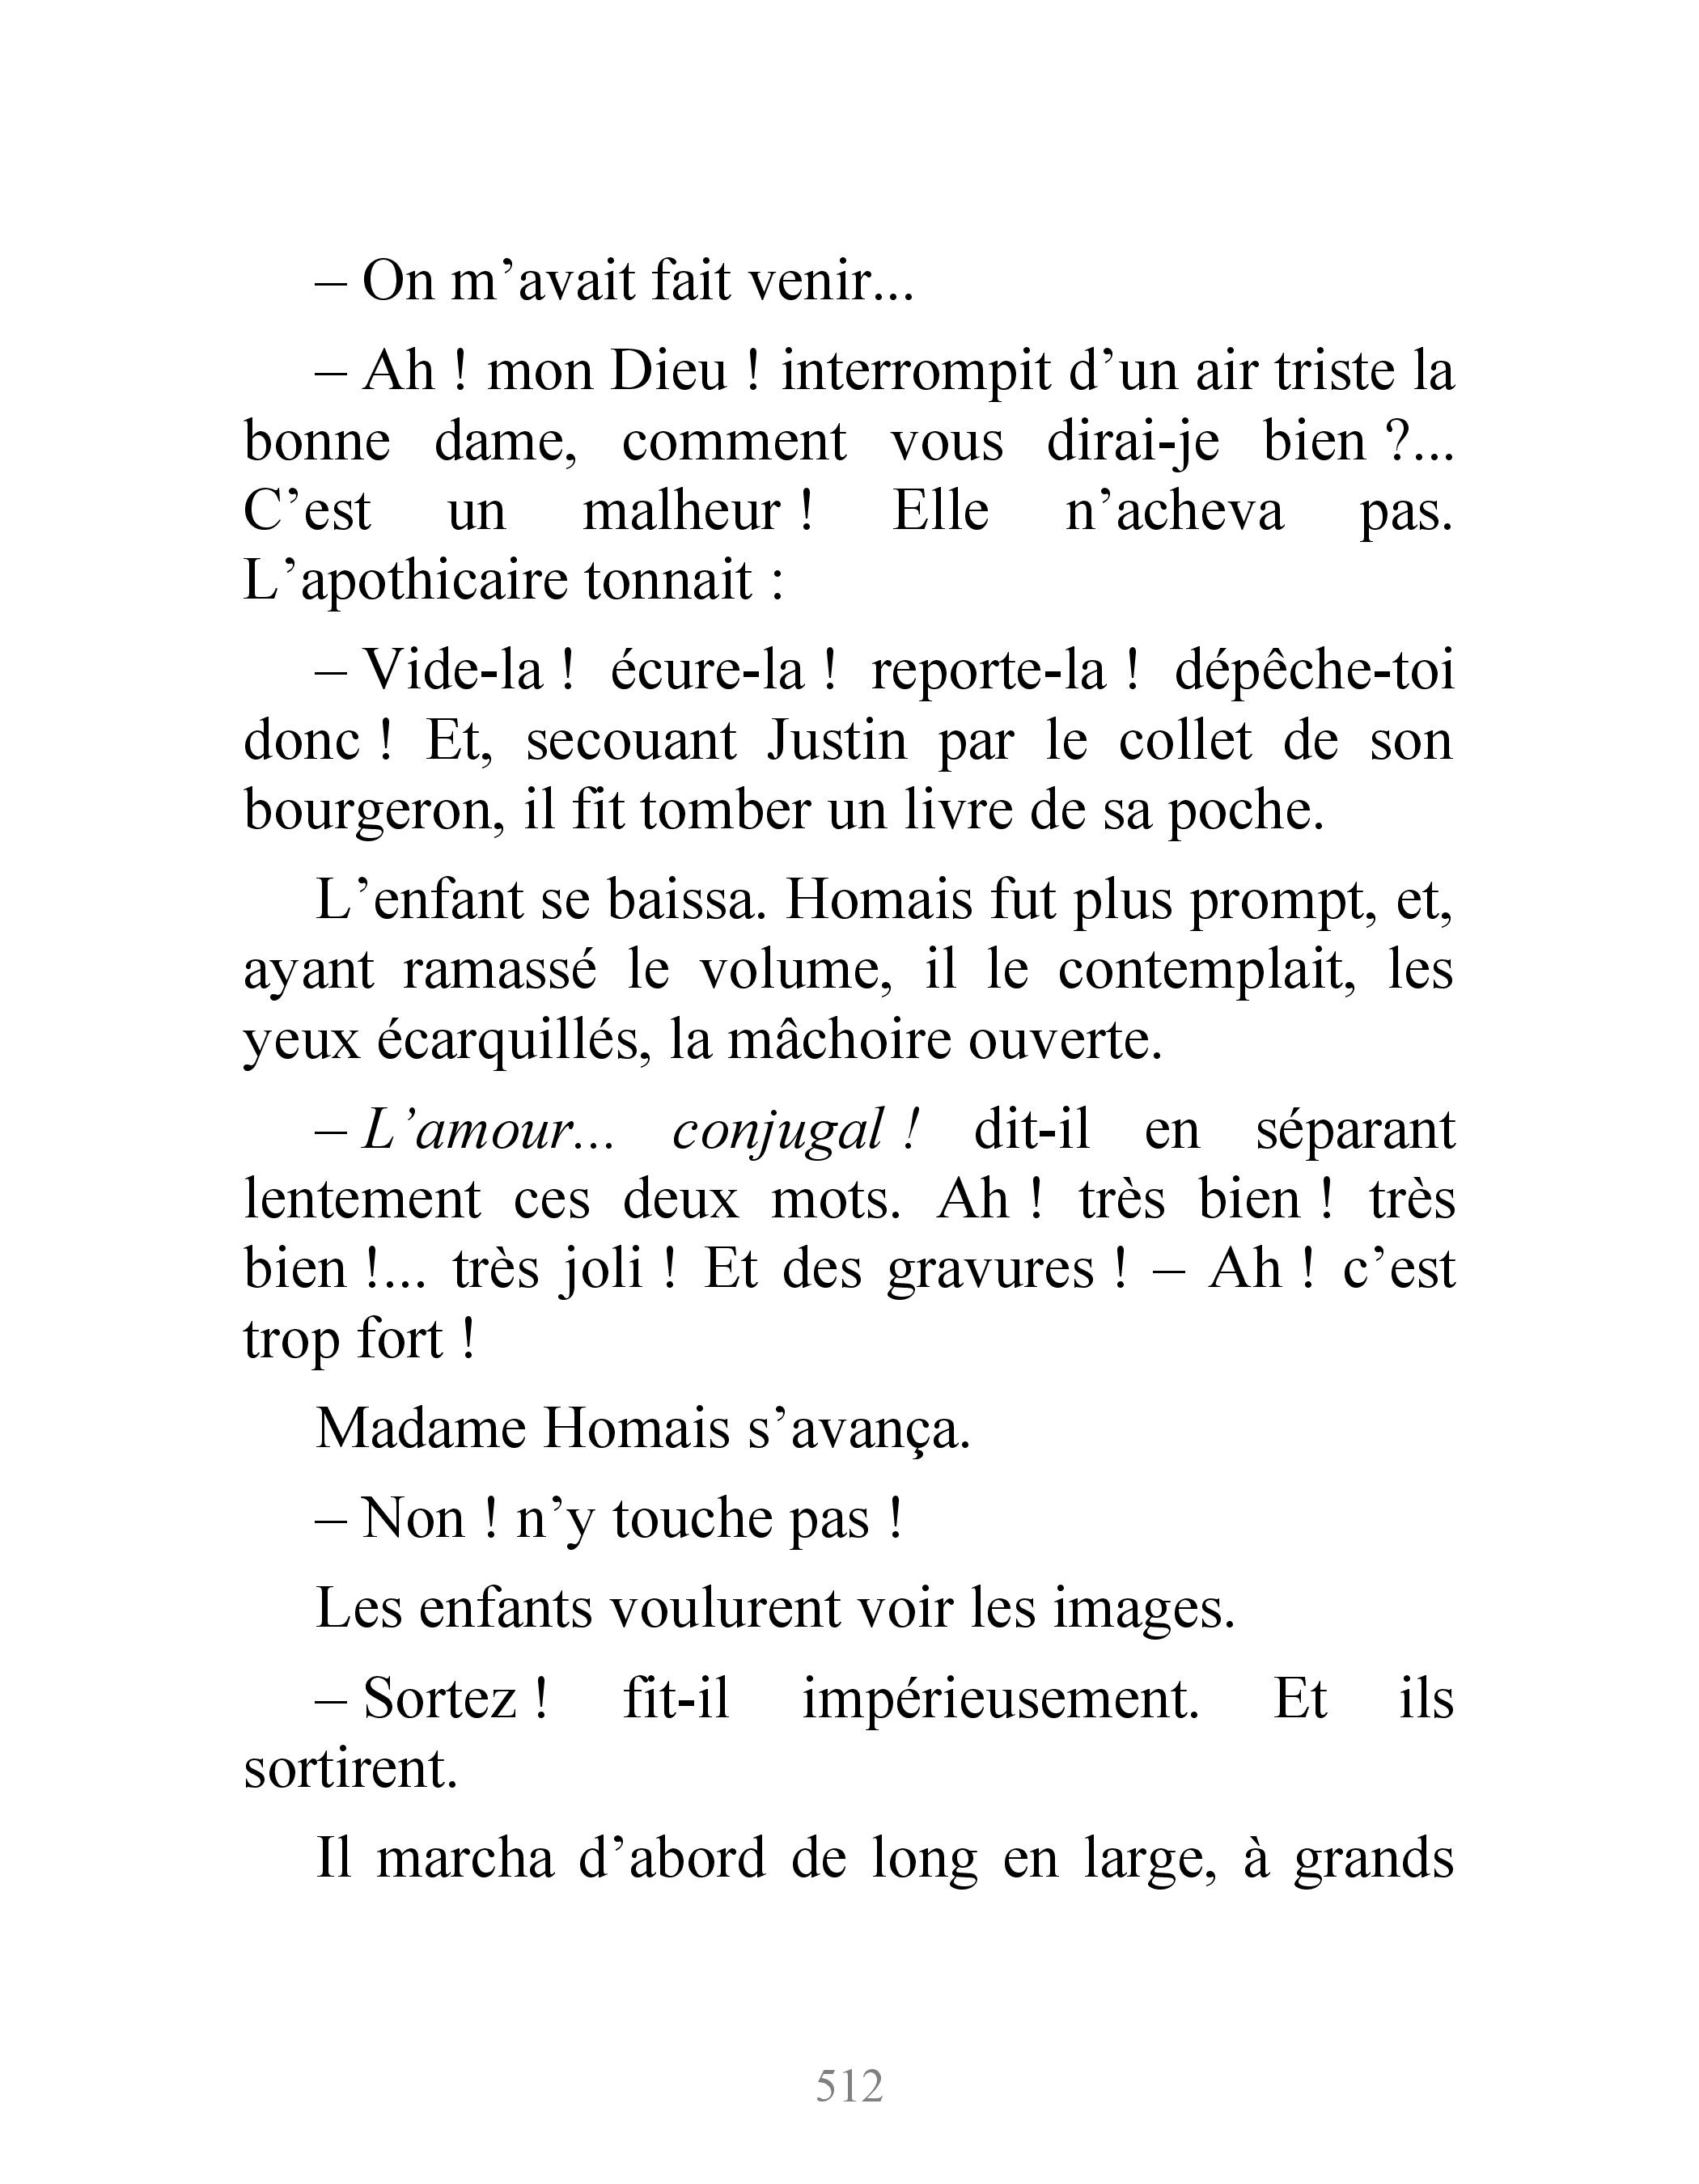 – On m’avait fait venir...
– Ah ! mon Dieu ! interrompit d’un air triste la
bonne dame, comment vous dirai-je bien ?...
C’est un malheur ! Elle n’acheva pas.
L’apothicaire tonnait :
– Vide-la ! écure-la ! reporte-la ! dépêche-toi
donc ! Et, secouant Justin par le collet de son
bourgeron, il fit tomber un livre de sa poche.
L’enfant se baissa. Homais fut plus prompt, et,
ayant ramassé le volume, il le contemplait, les
yeux écarquillés, la mâchoire ouverte.
– L’amour... conjugal ! dit-il en séparant
lentement ces deux mots. Ah ! très bien ! très
bien !... très joli ! Et des gravures ! – Ah ! c’est
trop fort !
Madame Homais s’avança.
– Non ! n’y touche pas !
Les enfants voulurent voir les images.
– Sortez ! fit-il impérieusement. Et ils
sortirent.
Il marcha d’abord de long en large, à grands
512